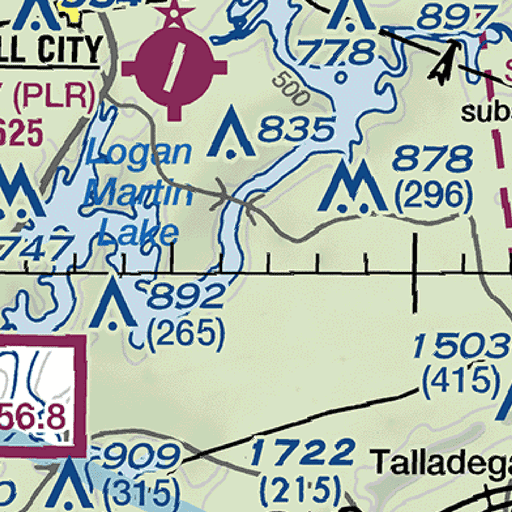 897
LL CITY
778
(PLR)
500
subs
625
835
Logan
Martin
Lake
878
(296)
747
892
(265)
1503
(415)
56.8
909
(315)
1722
(215)
Talladega